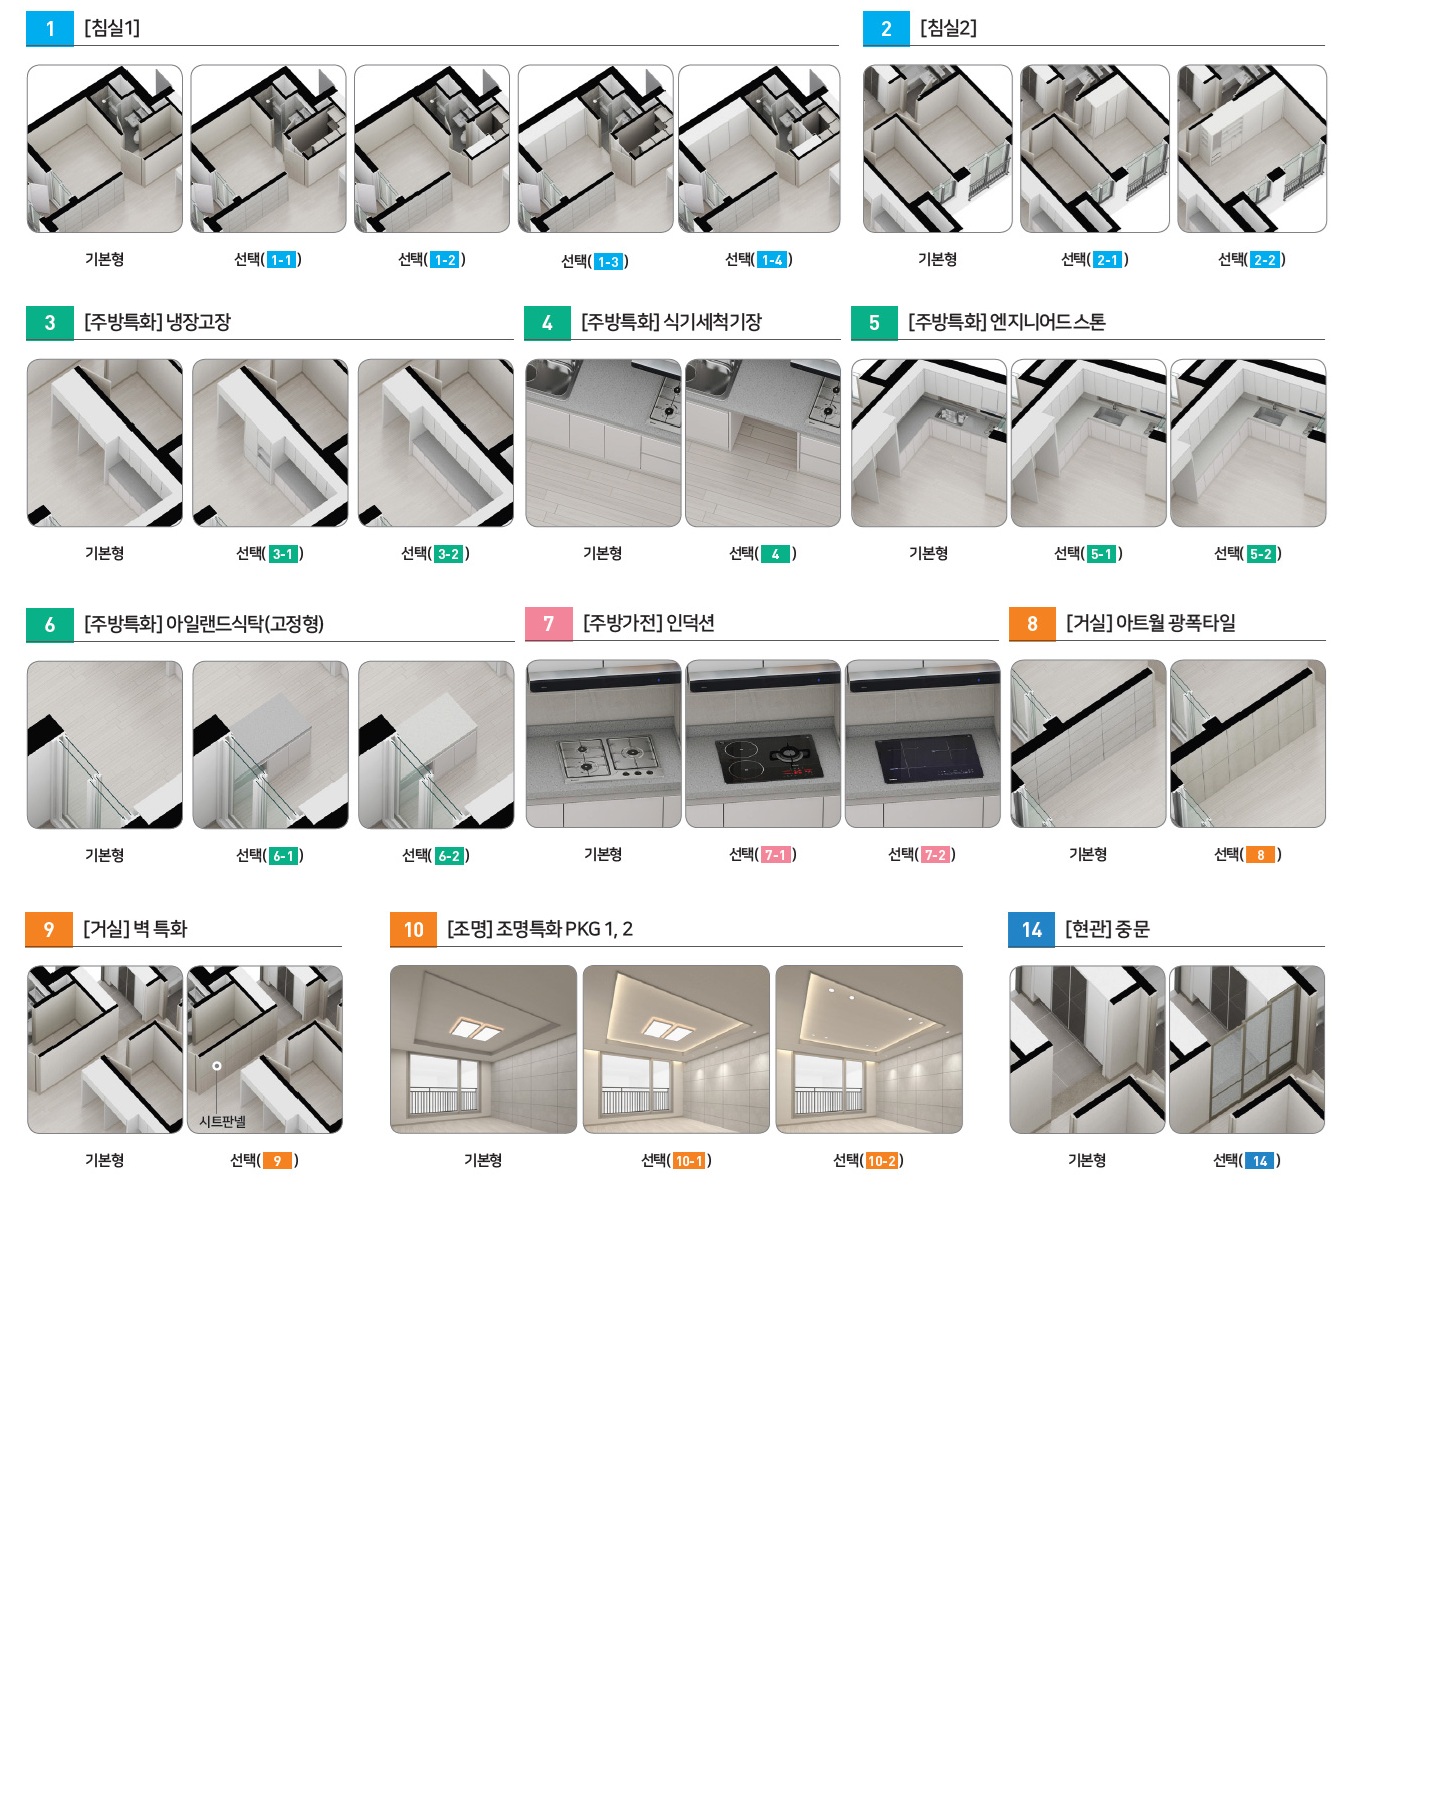 1 [침실1]
2 [침실2]
기본형 선택( 1-1 ) 선택( 1-2 ) 선택( 1-3 ) 선택( 1-4 )
기본형 선택( 2-1 ) 선택( 2-2 )
3 [주방특화] 냉장고장
4 [주방특화] 식기세척기장
5 [주방특화] 엔지니어드 스톤
기본형 선택( 3-1 ) 선택( 3-2 )
기본형 선택( 4 )
기본형 선택( 5-1 ) 선택( 5-2 )
6 [주방특화] 아일랜드식탁(고정형)
7 [주방가전] 인덕션
8 [거실] 아트월 광폭타일
기본형 선택( 6-1 ) 선택( 6-2 )
기본형 선택( 7-1 ) 선택( 7-2 )
기본형 선택( 8 )
9 [거실] 벽 특화
10 [조명] 조명특화 PKG 1, 2
14 [현관] 중문
시트판넬
기본형 선택( 9 )
기본형 선택( 10-1 ) 선택( 10-2 )
기본형 선택( 14 )